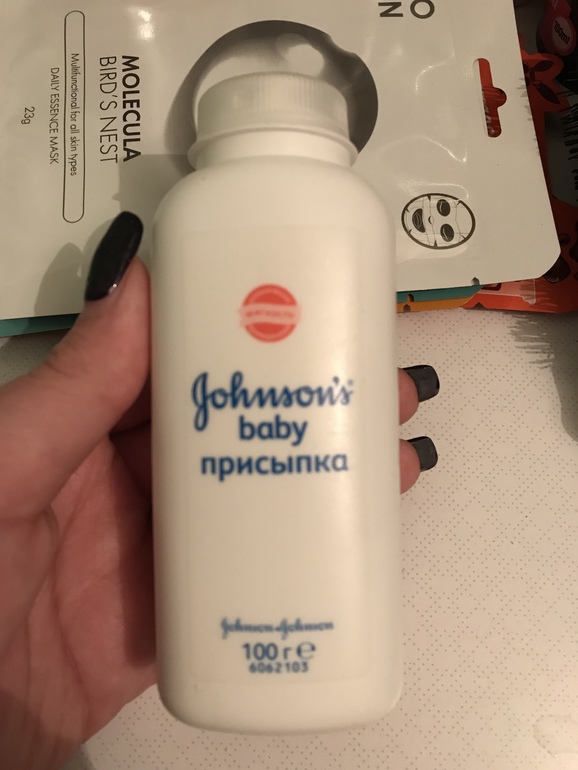 O
N
MOLECULA
BIRD'S NEST
Multifunctional for all skin types
DAILY ESSENCE MASK
23g
Johnson's®
baby
присыпка
Johnson & Johnson
100 г ℮
6062103